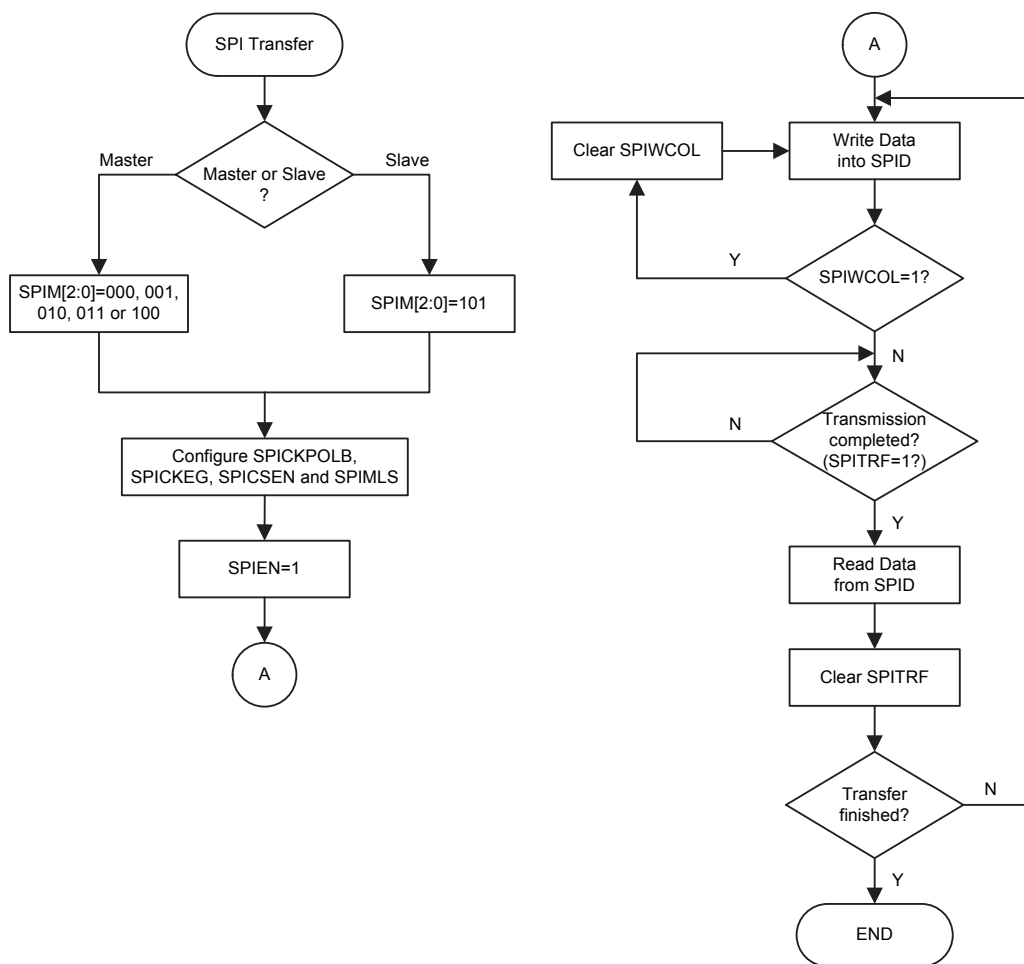 SPI Transfer
Master
Slave
Master or Slave
?
SPIM[2:0]=000, 001,
010, 011 or 100
SPIM[2:0]=101
Configure SPICKPOLB,
SPICKEG, SPICSEN and SPIMLS
SPIEN=1
A
A
Clear SPIWCOL
Write Data
into SPID
Y
SPIWCOL=1?
N
N
Transmission
completed?
(SPITRF=1?)
Y
Read Data
from SPID
Clear SPITRF
Transfer
finished?
N
Y
END